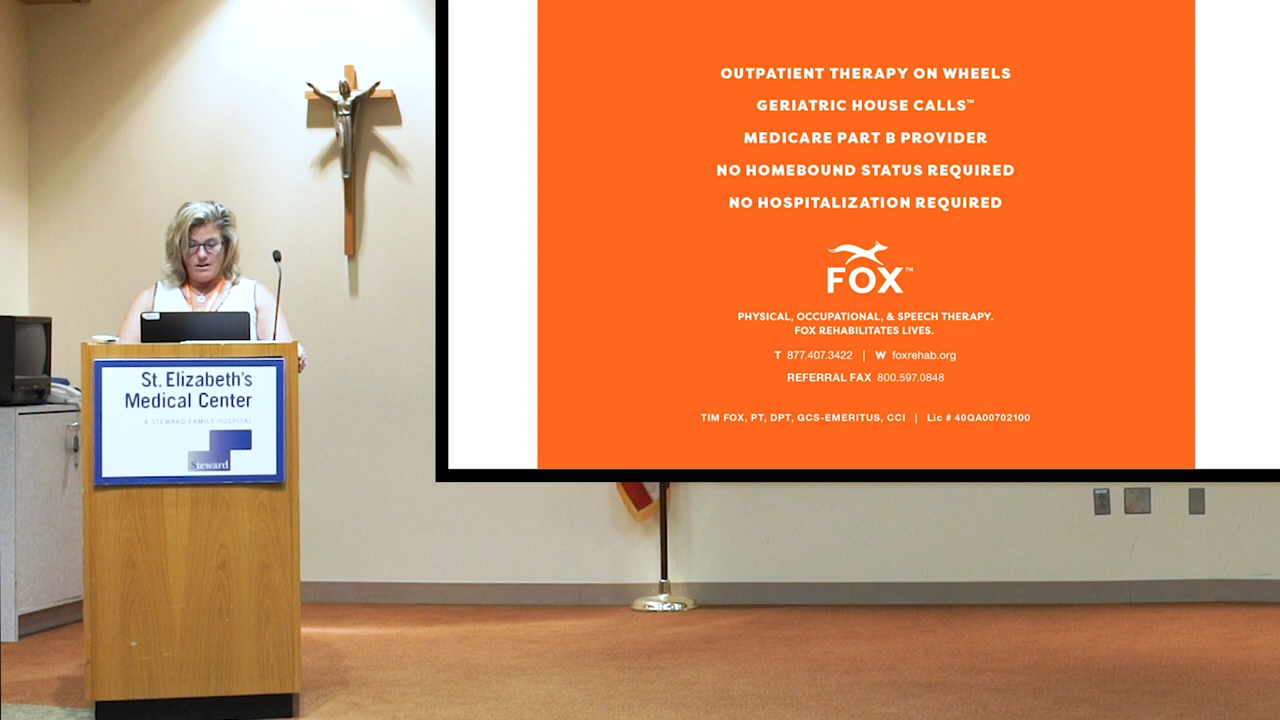 OUTPATIENT THERAPY ON WHEELS
GERIATRIC HOUSE CALLS™
MEDICARE PART B PROVIDER
NO HOMEBOUND STATUS REQUIRED
NO HOSPITALIZATION REQUIRED
FOX™
PHYSICAL, OCCUPATIONAL, & SPEECH THERAPY.
FOX REHABILITATES LIVES.
T 877.407.3422 | W foxrehab.org
REFERRAL FAX 800.597.0848
TIM FOX, PT, DPT, GCS-EMERITUS, CCI | Lic # 40QA00702100
St. Elizabeth's
Medical Center
A STEWARD FAMILY HOSPITAL
Steward